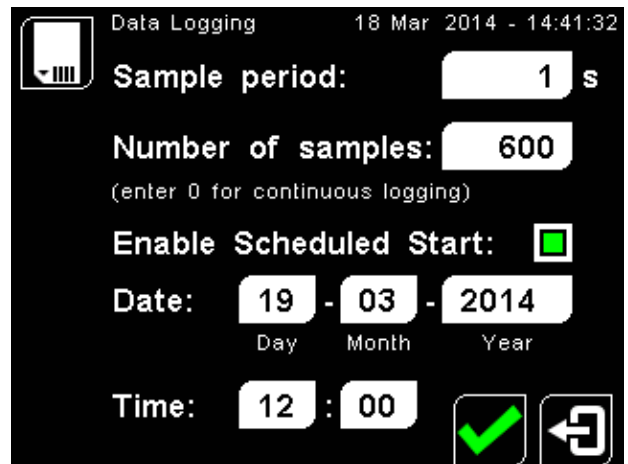 Data Logging 18 Mar 2014 - 14:41:32
Sample period: 1 s
Number of samples: 600
(enter 0 for continuous logging)
Enable Scheduled Start:
Date: 19 - 03 - 2014
Day Month Year
Time: 12 : 00